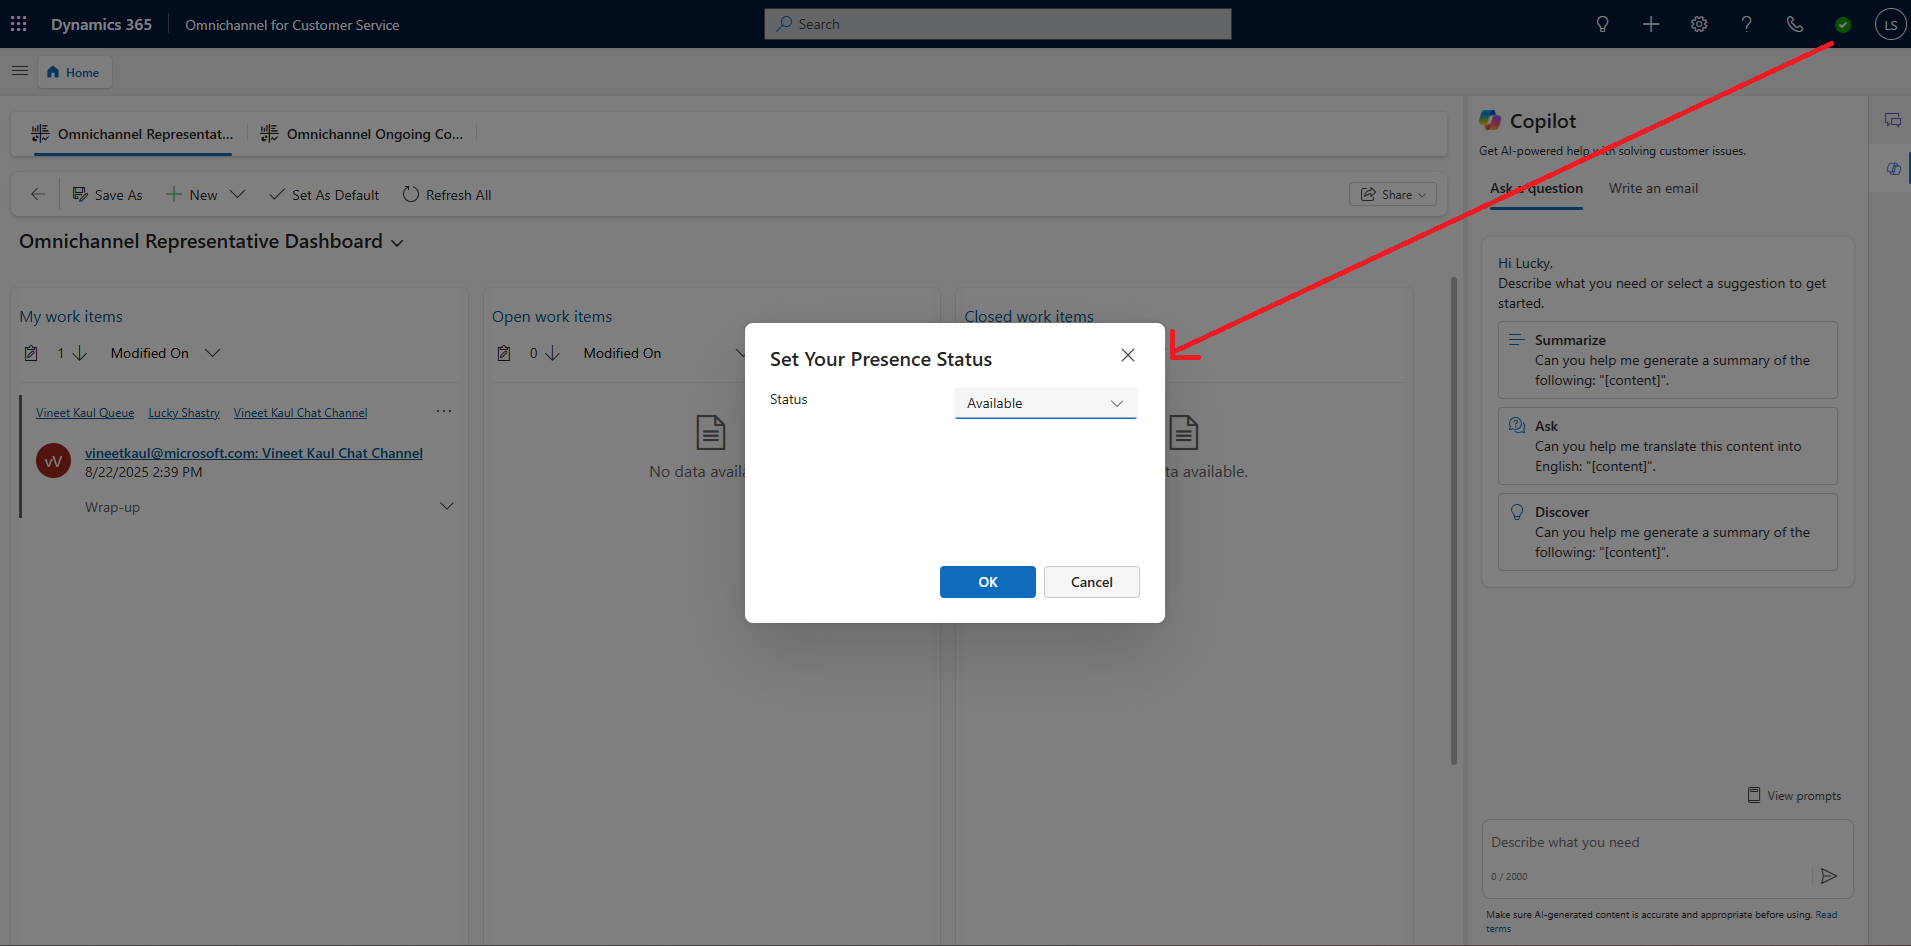 Dynamics 365
Omnichannel for Customer Service
Search
LS
Home
Omnichannel Representat...
Omnichannel Ongoing Co...
Save As
New
Set As Default
Refresh All
Share
Omnichannel Representative Dashboard
My work items
1
Modified On
Vineet Kaul Queue
Lucky Shastry
Vineet Kaul Chat Channel
...
vV
vineetkaul@microsoft.com: Vineet Kaul Chat Channel
8/22/2025 2:39 PM
Wrap-up
Open work items
0
Modified On
No data availa
Closed work items
ta available.
Set Your Presence Status
Status
Available
OK
Cancel
Copilot
Get AI-powered help with solving customer issues.
Ask a question
Write an email
Hi Lucky,
Describe what you need or select a suggestion to get
started.
Summarize
Can you help me generate a summary of the
following: "[content]".
Ask
Can you help me translate this content into
English: "[content]".
Discover
Can you help me generate a summary of the
following: "[content]".
View prompts
Describe what you need
0 / 2000
Make sure AI-generated content is accurate and appropriate before using. Read
terms